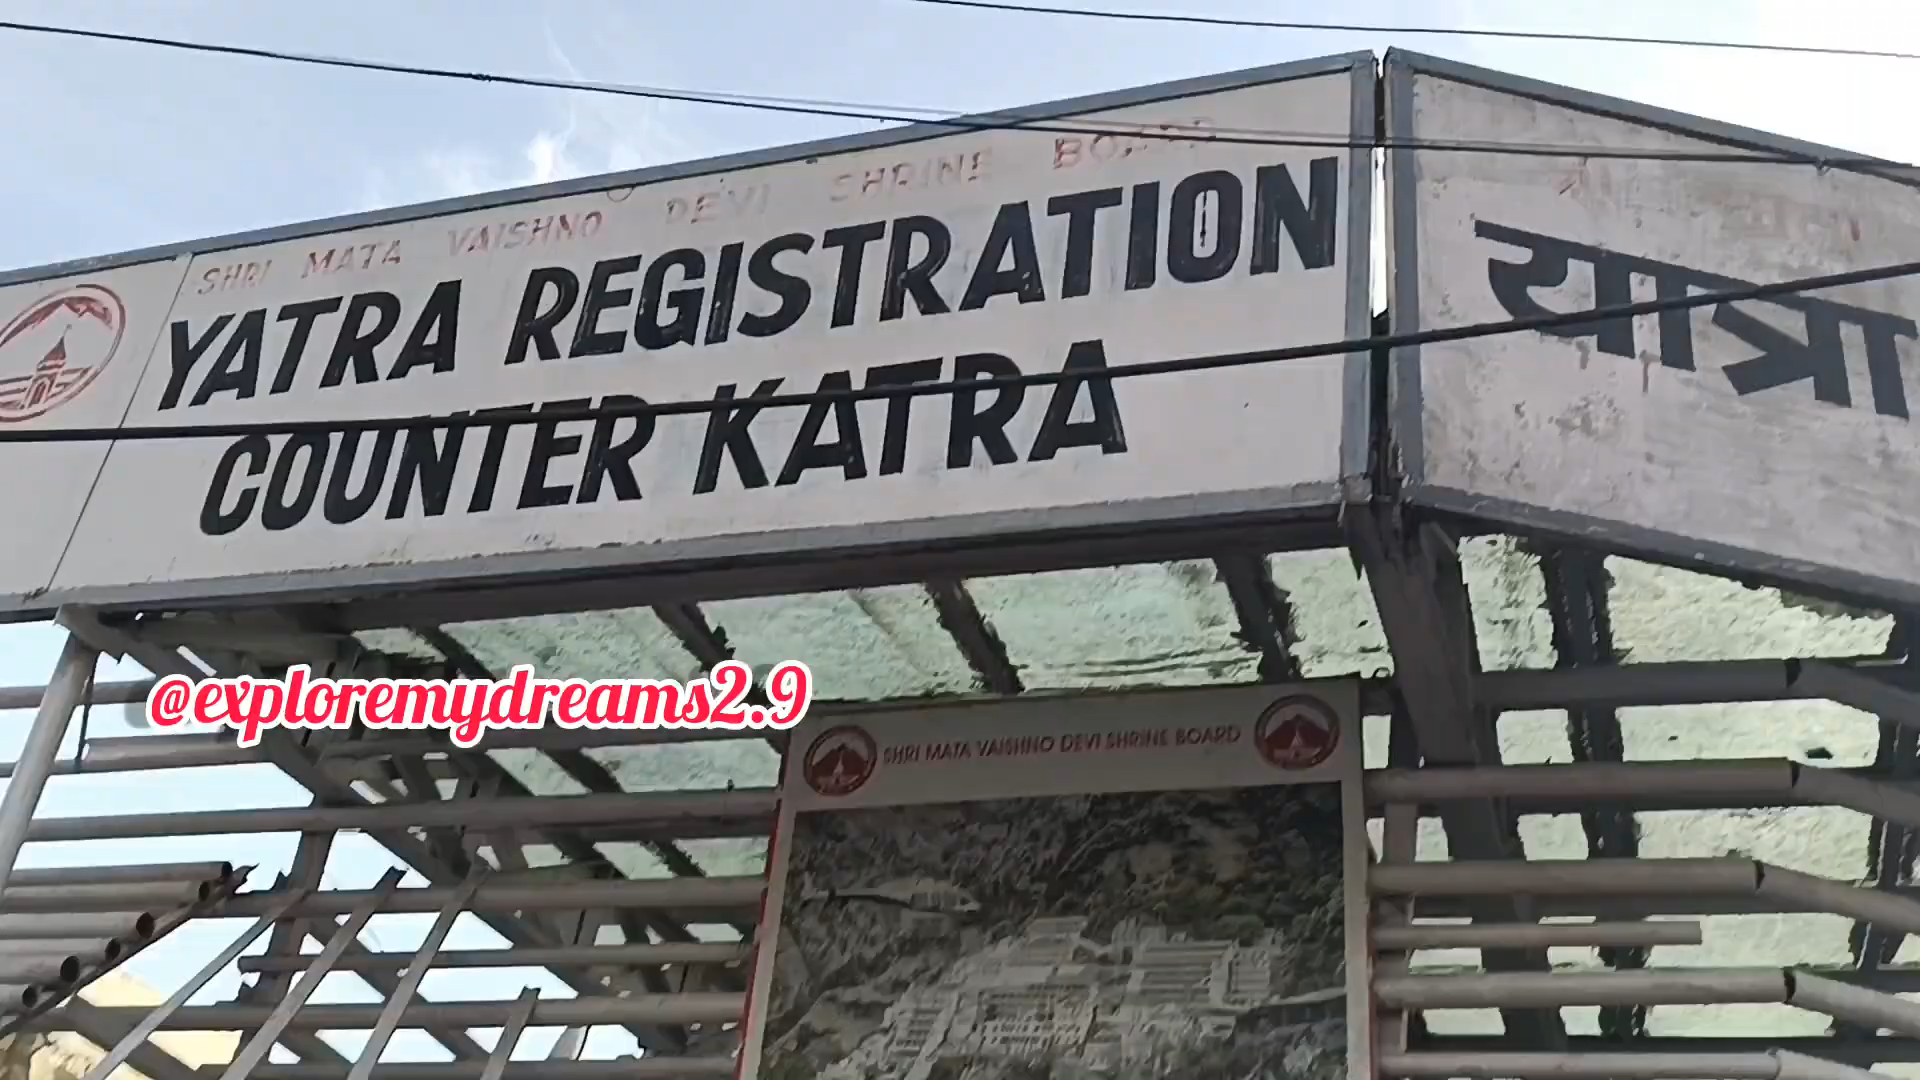 SHRI MATA VAISHNO DEVI SHRINE BOARD
YATRA REGISTRATION
COUNTER KATRA
यात्रा
@exploremydreams2.9
SHRI MATA VAISHNO DEVI SHRINE BOARD